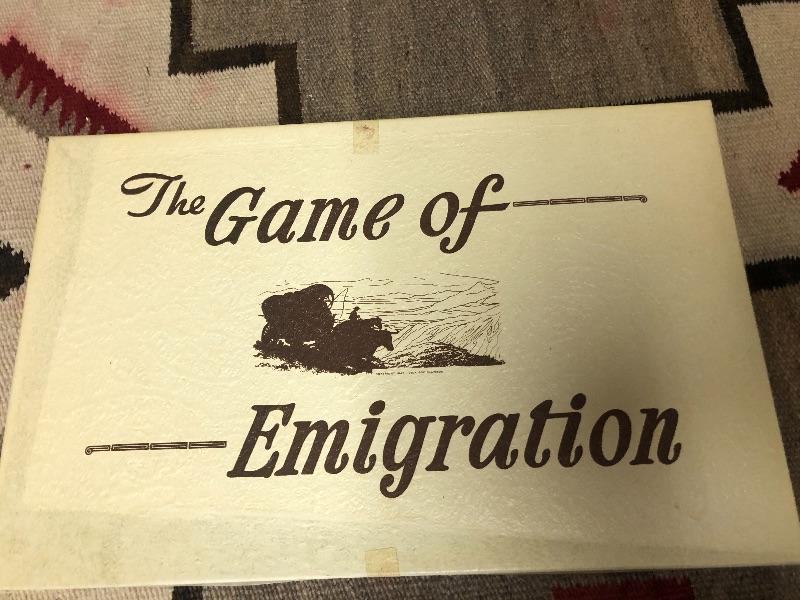 The Game of
Emigration